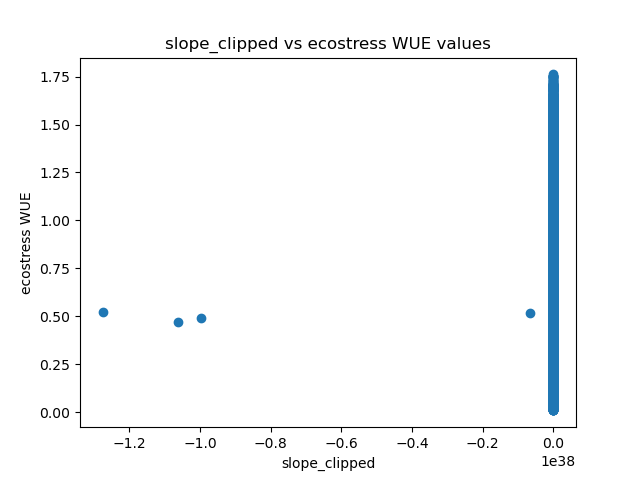 slope_clipped vs ecostress WUE values
ecostress WUE
1.75
1.50
1.25
1.00
0.75
0.50
0.25
0.00
−1.2 −1.0 −0.8 −0.6 −0.4 −0.2 0.0
1e38
slope_clipped